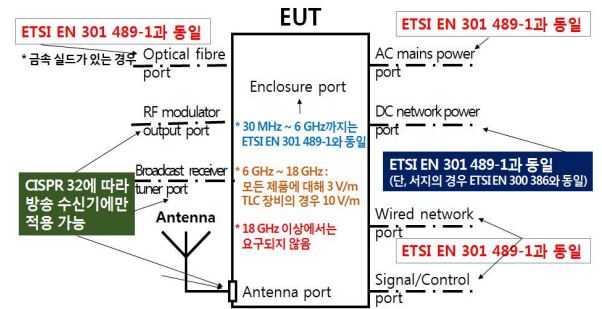 EUT
ETSI EN 301 489-1과 동일
* 금속 실드가 있는 경우
Optical fibre
port
RF modulator
output port
Broadcast receiver
tuner port
CISPR 32에 따라
방송 수신기에만
적용 가능
Antenna
Enclosure port
* 30 MHz ~ 6 GHz까지는
ETSI EN 301 489-1와 동일
* 6 GHz ~ 18 GHz :
모든 제품에 대해 3 V/m
TLC 장비의 경우 10 V/m
* 18 GHz 이상에서는
요구되지 않음
Antenna port
ETSI EN 301 489-1과 동일
AC mains power
port
DC network power
port
ETSI EN 301 489-1과 동일
(단, 서지의 경우 ETSI EN 300 386와 동일)
Wired network
port
ETSI EN 301 489-1과 동일
Signal/Control
port